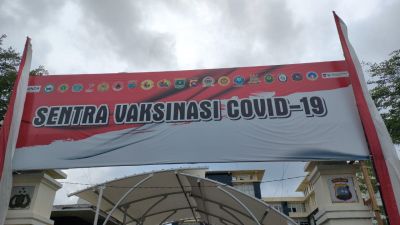 SENTRA VAKSINASI COVID-19